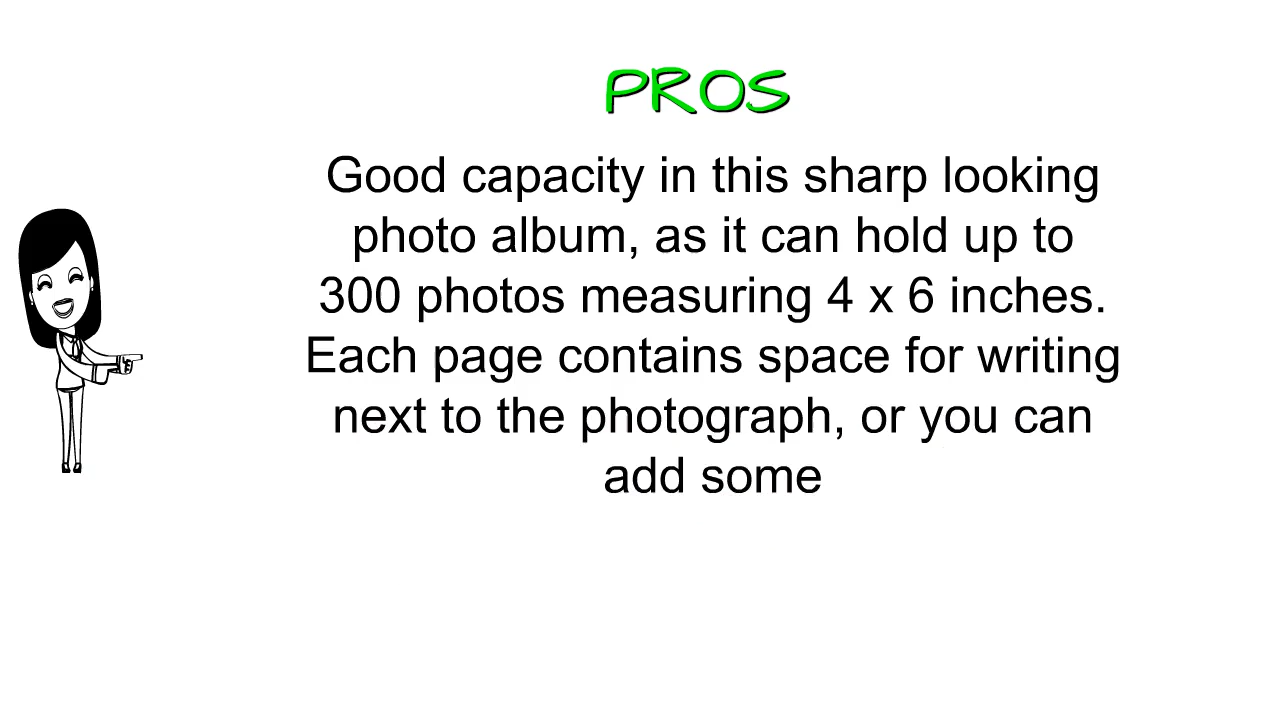 PROS
Good capacity in this sharp looking
photo album, as it can hold up to
300 photos measuring 4 x 6 inches.
Each page contains space for writing
next to the photograph, or you can
add some